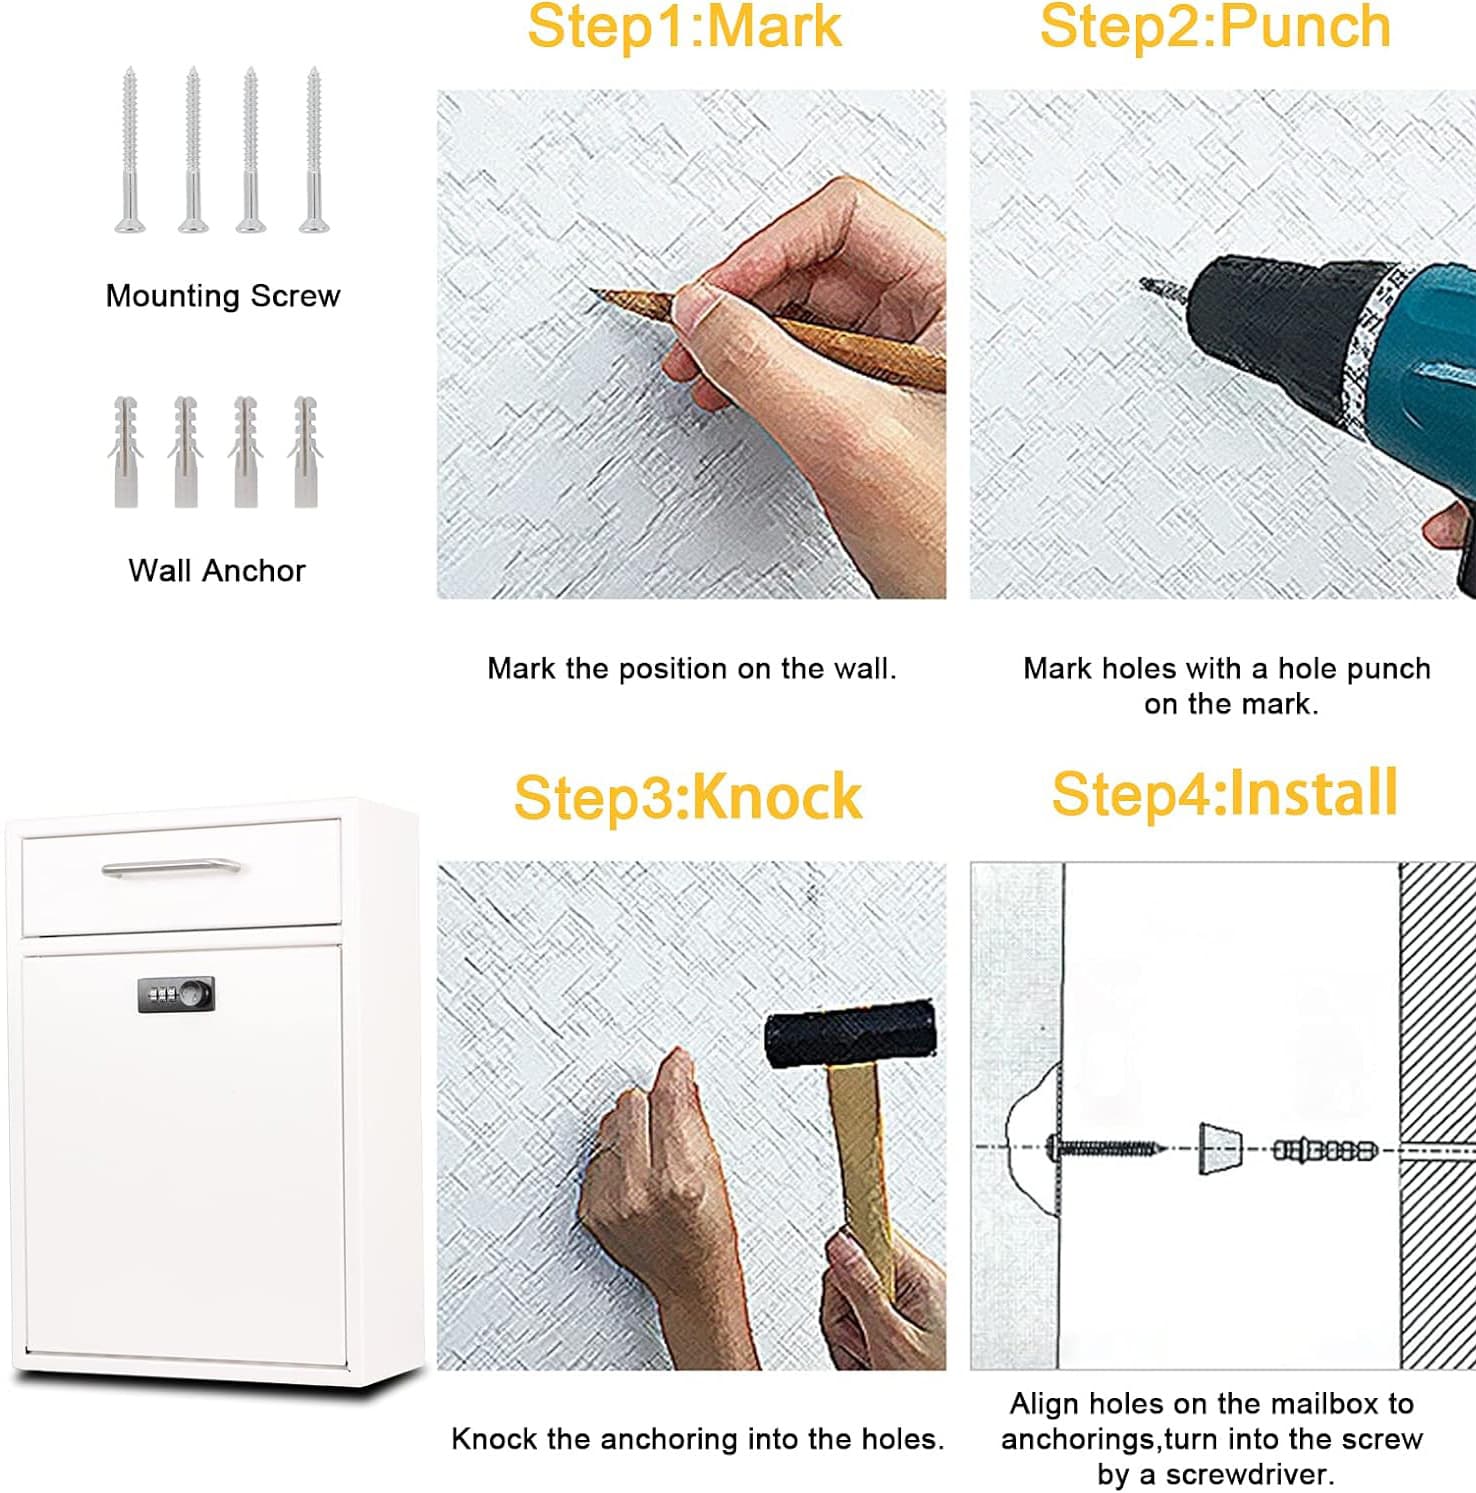 Step1:Mark
Step2:Punch
Mounting Screw
Wall Anchor
Mark the position on the wall.
Mark holes with a hole punch
on the mark.
Step3:Knock
Step4:Install
Knock the anchoring into the holes.
Align holes on the mailbox to
anchorings,turn into the screw
by a screwdriver.